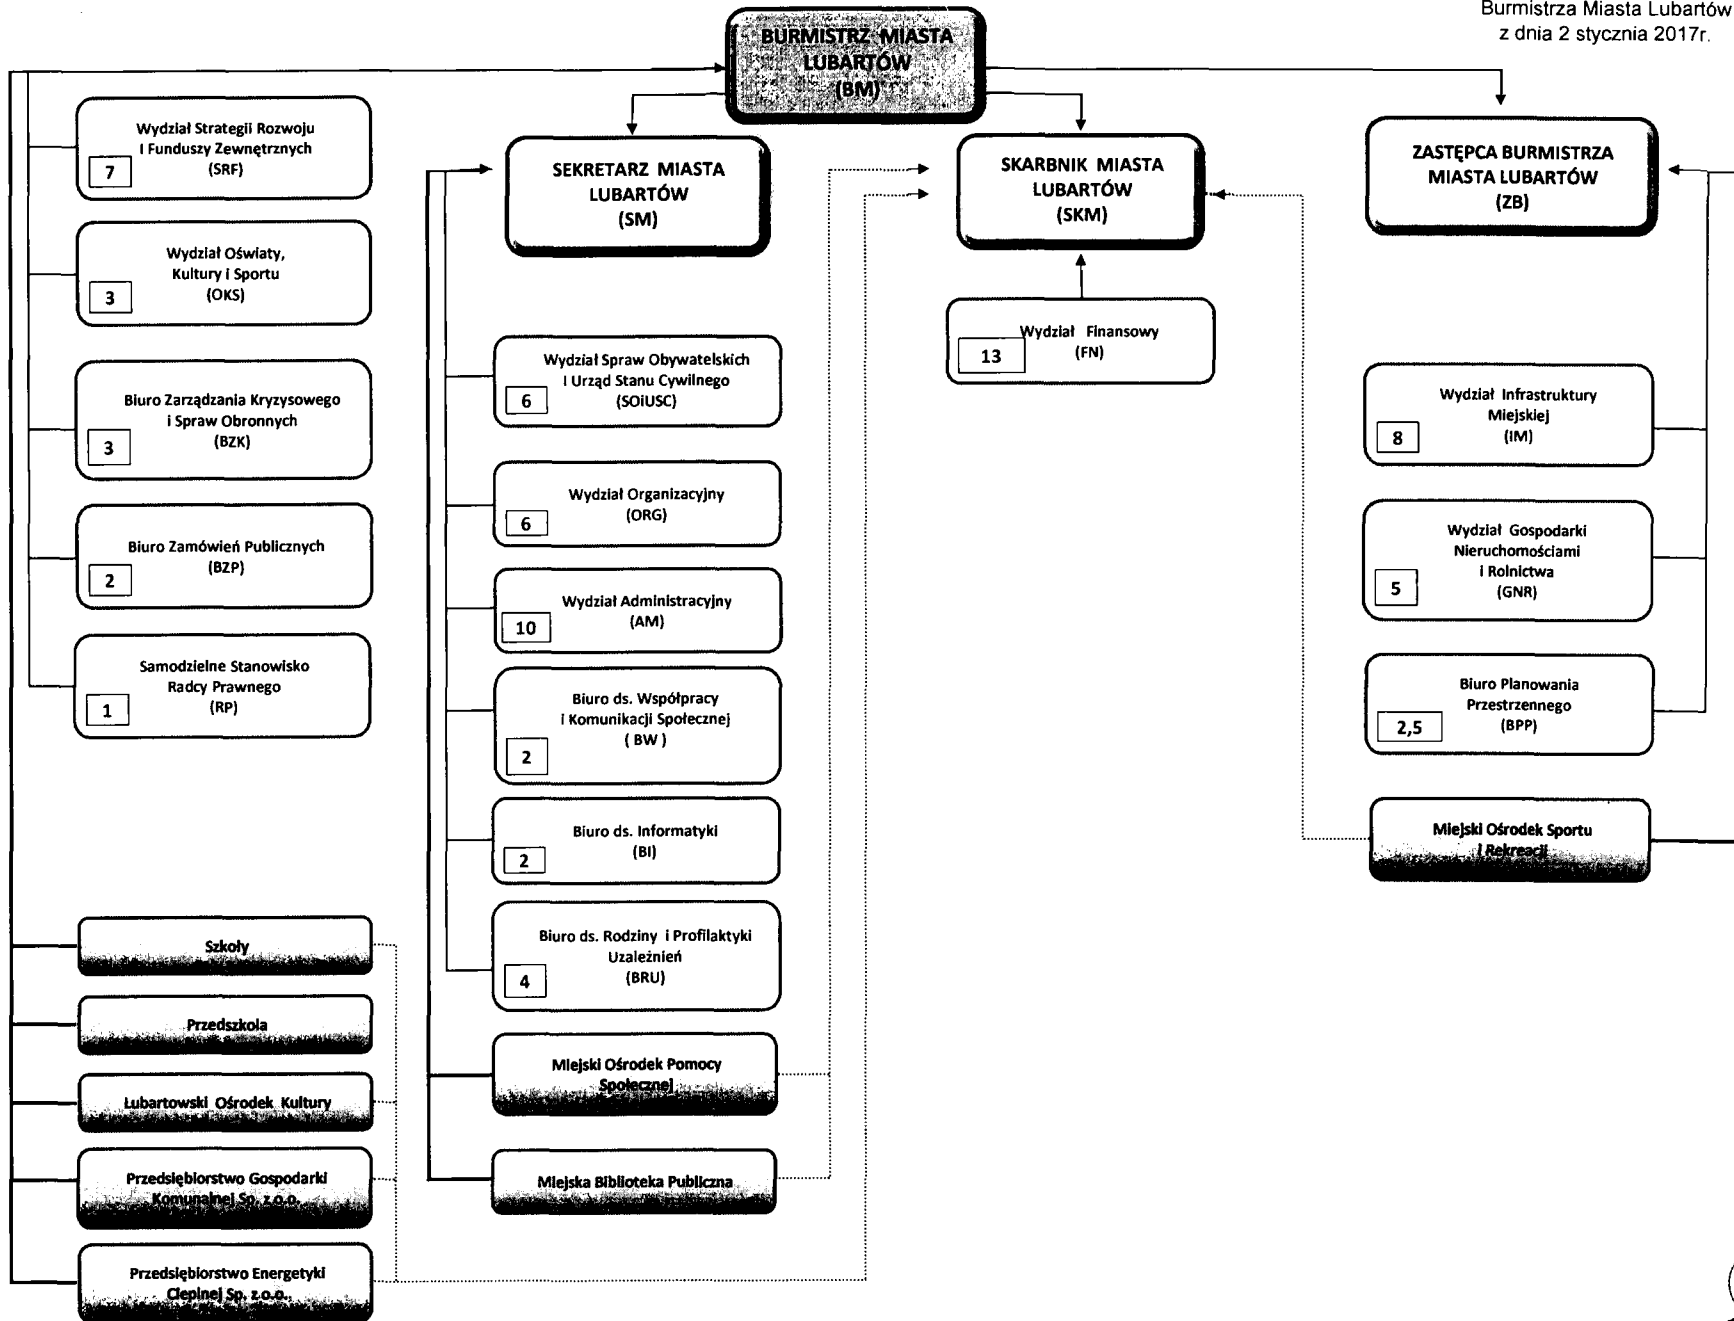 Burmistrza Miasta Lubartów
z dnia 2 stycznia 2017r.
BURMISTRZ MIASTA
LUBARTÓW
(BM)
Wydział Strategii Rozwoju
I Funduszy Zewnętrznych
(SRF)
7
Wydział Oświaty,
Kultury i Sportu
(OKS)
3
Biuro Zarządzania Kryzysowego
i Spraw Obronnych
(BZK)
3
Biuro Zamówień Publicznych
(BZP)
2
Samodzielne Stanowisko
Radcy Prawnego
(RP)
1
Szkoły
Przedszkola
Lubartowski Ośrodek Kultury
Przedsiębiorstwo Gospodarki
Komunalnej Sp. z.o.o.
Przedsiębiorstwo Energetyki
Cieplnej Sp. z.o.o.
SEKRETARZ MIASTA
LUBARTÓW
(SM)
Wydział Spraw Obywatelskich
I Urząd Stanu Cywilnego
(SOiUSC)
6
Wydział Organizacyjny
(ORG)
6
Wydział Administracyjny
(AM)
10
Biuro ds. Współpracy
i Komunikacji Społecznej
( BW )
2
Biuro ds. Informatyki
(BI)
2
Biuro ds. Rodziny i Profilaktyki
Uzależnień
(BRU)
4
Miejski Ośrodek Pomocy
Społecznej
Miejska Biblioteka Publiczna
SKARBNIK MIASTA
LUBARTÓW
(SKM)
Wydział Finansowy
(FN)
13
ZASTĘPCA BURMISTRZA
MIASTA LUBARTÓW
(ZB)
Wydział Infrastruktury
Miejskiej
(IM)
8
Wydział Gospodarki
Nieruchomościami
i Rolnictwa
(GNR)
5
Biuro Planowania
Przestrzennego
(BPP)
2,5
Miejski Ośrodek Sportu
i Rekreacji